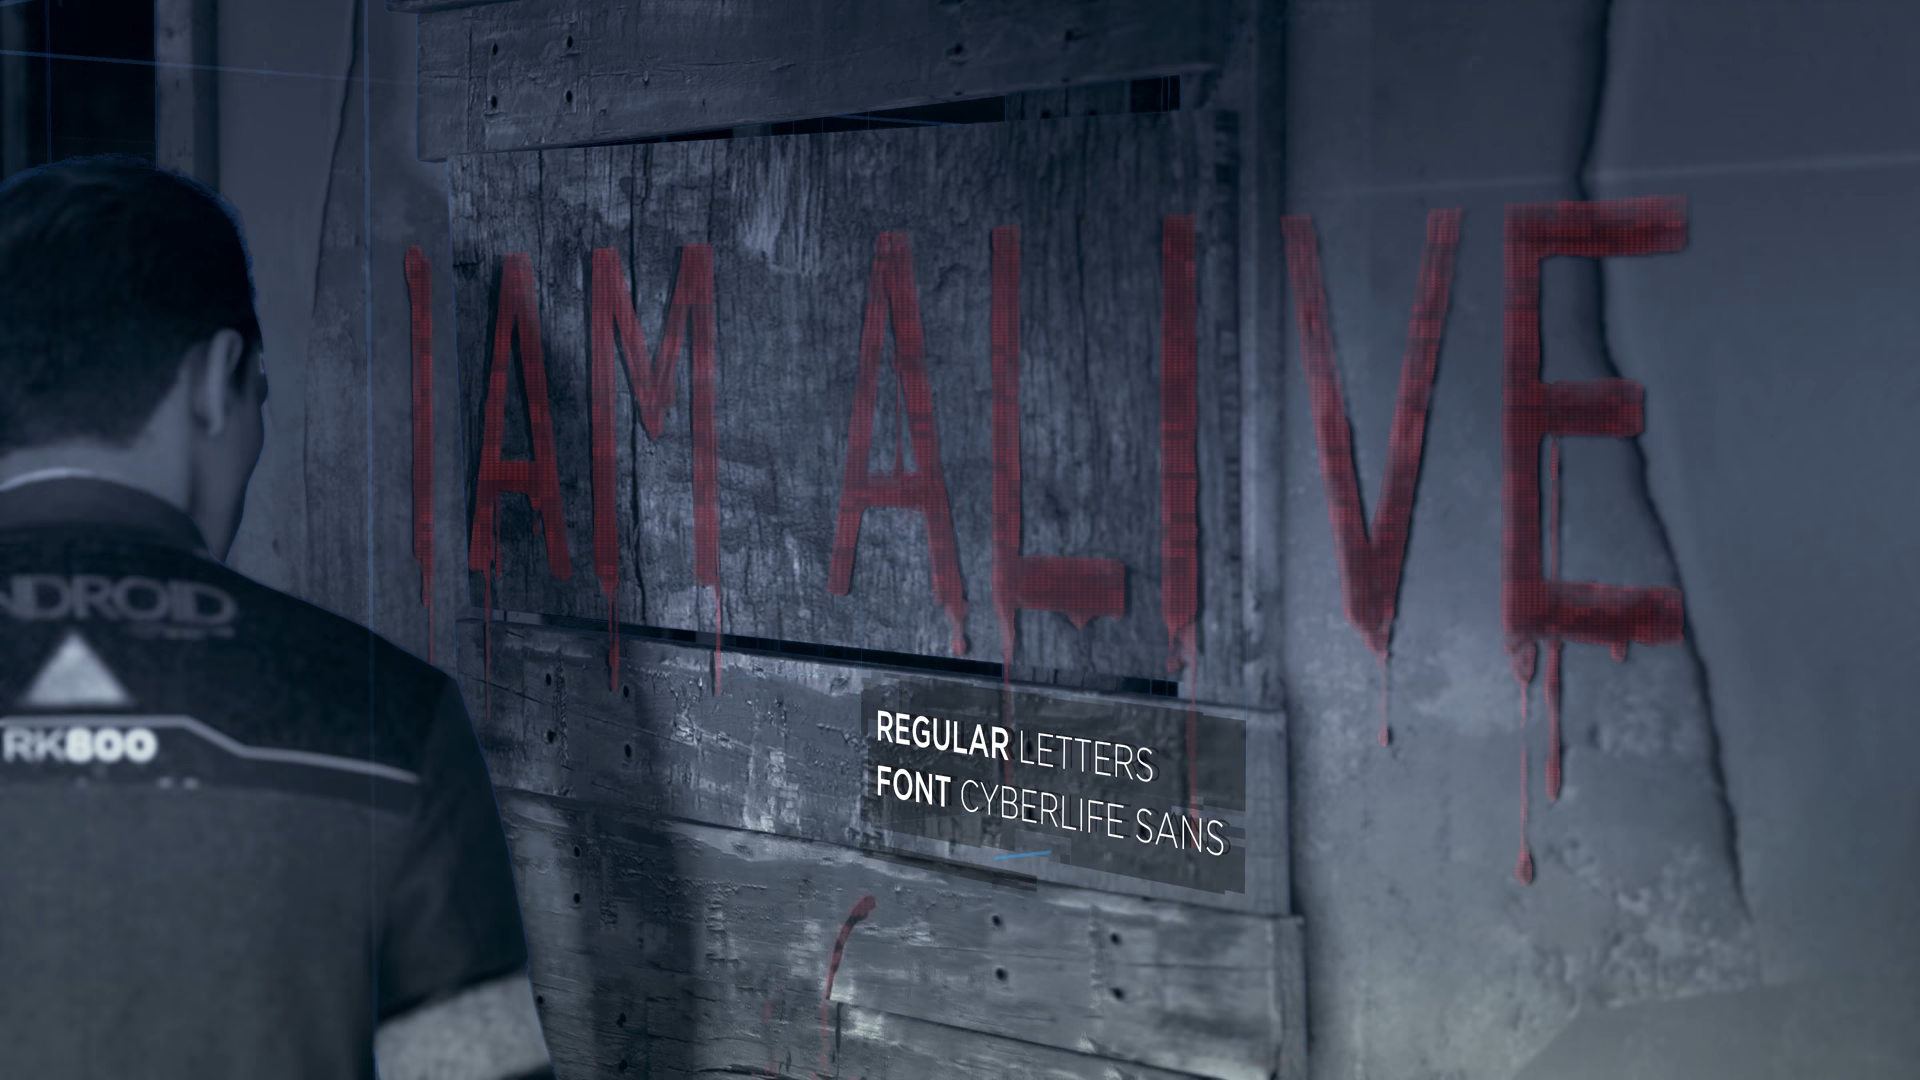 I AM ALIVE
REGULAR LETTERS
FONT CYBERLIFE SANS
NDROID
RK800